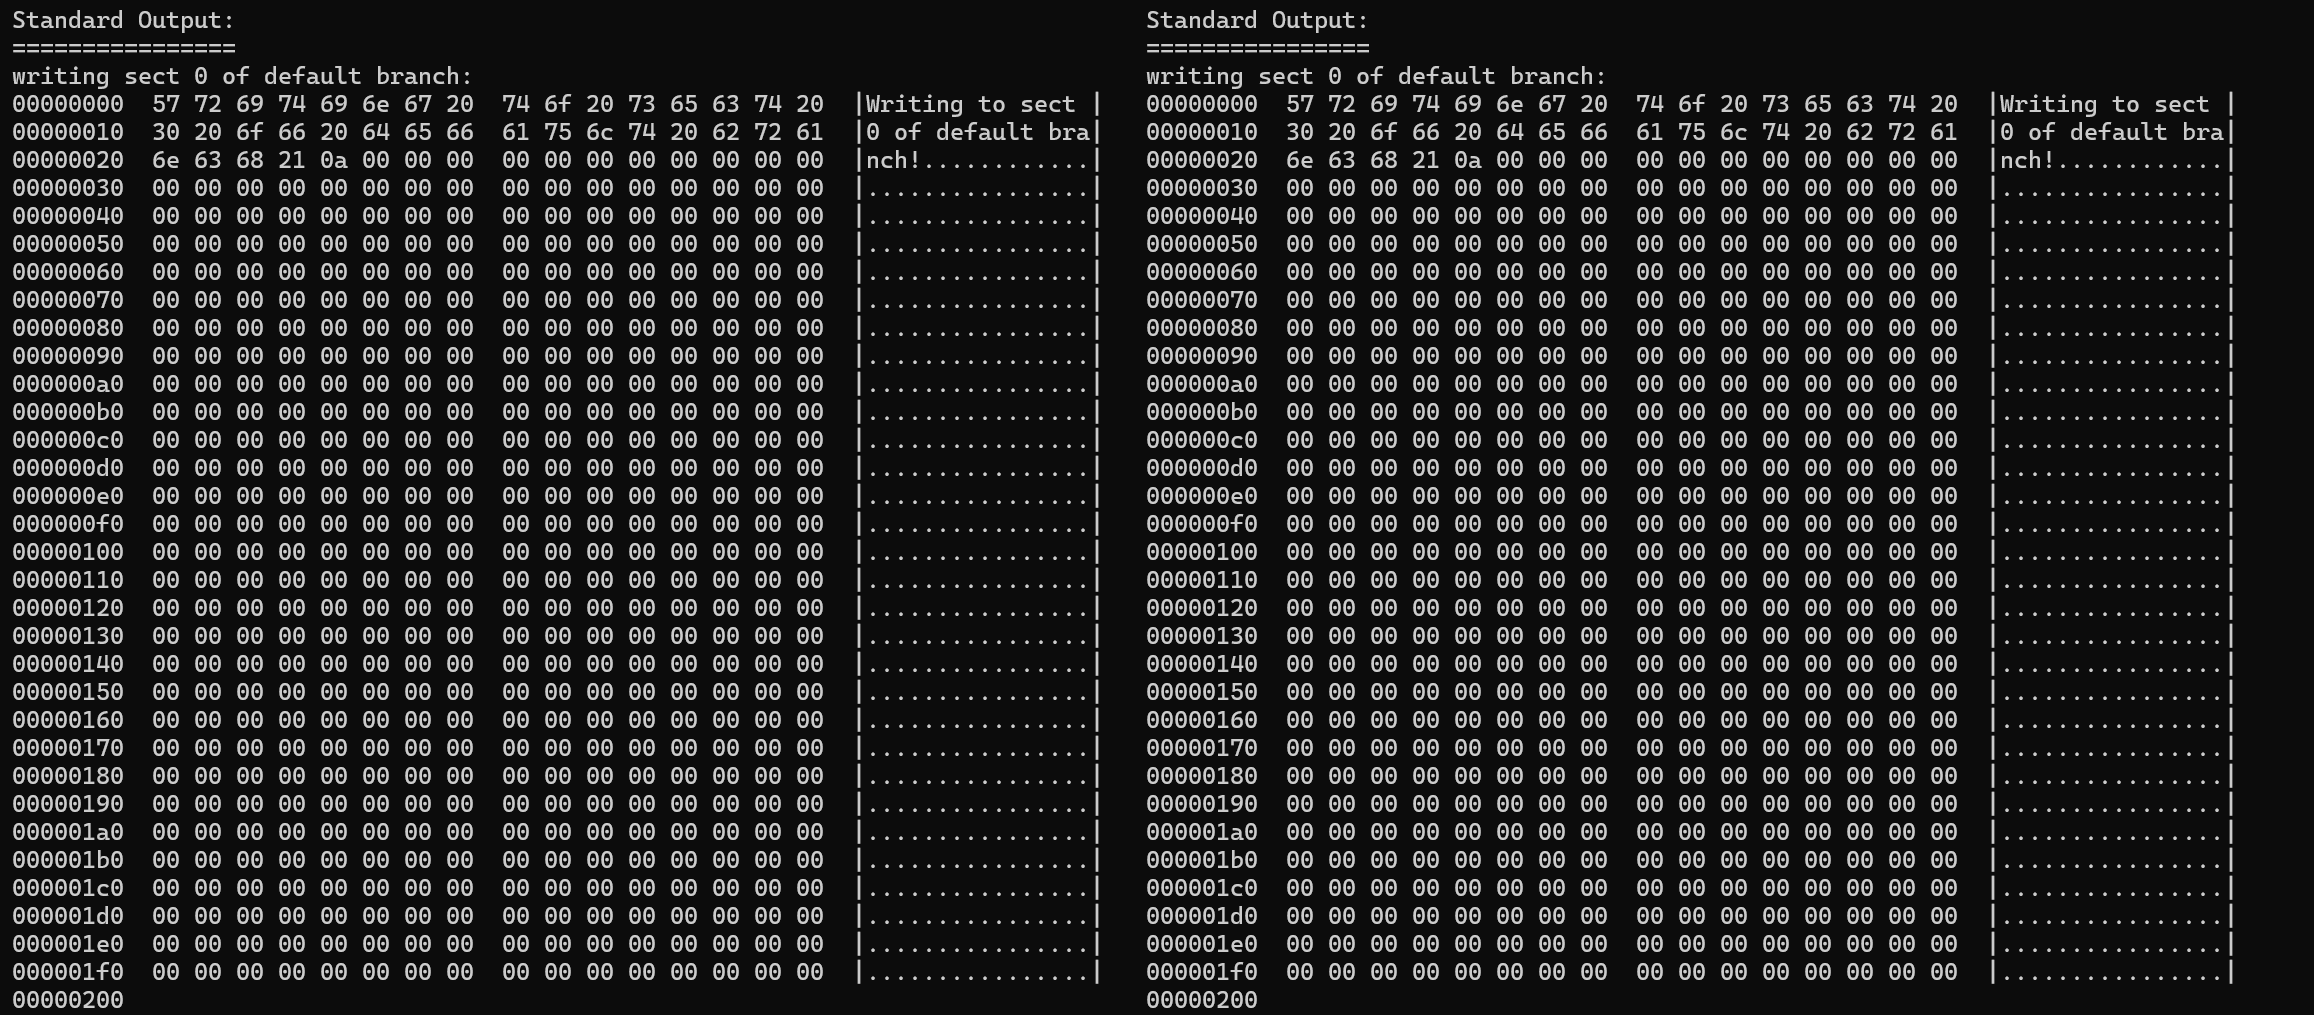 Standard Output:
================
writing sect 0 of default branch:
00000000  57 72 69 74 69 6e 67 20  74 6f 20 73 65 63 74 20  |Writing to sect |
00000010  30 20 6f 66 20 64 65 66  61 75 6c 74 20 62 72 61  |0 of default bra|
00000020  6e 63 68 21 0a 00 00 00  00 00 00 00 00 00 00 00  |nch!............|
00000030  00 00 00 00 00 00 00 00  00 00 00 00 00 00 00 00  |................|
00000040  00 00 00 00 00 00 00 00  00 00 00 00 00 00 00 00  |................|
00000050  00 00 00 00 00 00 00 00  00 00 00 00 00 00 00 00  |................|
00000060  00 00 00 00 00 00 00 00  00 00 00 00 00 00 00 00  |................|
00000070  00 00 00 00 00 00 00 00  00 00 00 00 00 00 00 00  |................|
00000080  00 00 00 00 00 00 00 00  00 00 00 00 00 00 00 00  |................|
00000090  00 00 00 00 00 00 00 00  00 00 00 00 00 00 00 00  |................|
000000a0  00 00 00 00 00 00 00 00  00 00 00 00 00 00 00 00  |................|
000000b0  00 00 00 00 00 00 00 00  00 00 00 00 00 00 00 00  |................|
000000c0  00 00 00 00 00 00 00 00  00 00 00 00 00 00 00 00  |................|
000000d0  00 00 00 00 00 00 00 00  00 00 00 00 00 00 00 00  |................|
000000e0  00 00 00 00 00 00 00 00  00 00 00 00 00 00 00 00  |................|
000000f0  00 00 00 00 00 00 00 00  00 00 00 00 00 00 00 00  |................|
00000100  00 00 00 00 00 00 00 00  00 00 00 00 00 00 00 00  |................|
00000110  00 00 00 00 00 00 00 00  00 00 00 00 00 00 00 00  |................|
00000120  00 00 00 00 00 00 00 00  00 00 00 00 00 00 00 00  |................|
00000130  00 00 00 00 00 00 00 00  00 00 00 00 00 00 00 00  |................|
00000140  00 00 00 00 00 00 00 00  00 00 00 00 00 00 00 00  |................|
00000150  00 00 00 00 00 00 00 00  00 00 00 00 00 00 00 00  |................|
00000160  00 00 00 00 00 00 00 00  00 00 00 00 00 00 00 00  |................|
00000170  00 00 00 00 00 00 00 00  00 00 00 00 00 00 00 00  |................|
00000180  00 00 00 00 00 00 00 00  00 00 00 00 00 00 00 00  |................|
00000190  00 00 00 00 00 00 00 00  00 00 00 00 00 00 00 00  |................|
000001a0  00 00 00 00 00 00 00 00  00 00 00 00 00 00 00 00  |................|
000001b0  00 00 00 00 00 00 00 00  00 00 00 00 00 00 00 00  |................|
000001c0  00 00 00 00 00 00 00 00  00 00 00 00 00 00 00 00  |................|
000001d0  00 00 00 00 00 00 00 00  00 00 00 00 00 00 00 00  |................|
000001e0  00 00 00 00 00 00 00 00  00 00 00 00 00 00 00 00  |................|
000001f0  00 00 00 00 00 00 00 00  00 00 00 00 00 00 00 00  |................|
00000200
Standard Output:
================
writing sect 0 of default branch:
00000000  57 72 69 74 69 6e 67 20  74 6f 20 73 65 63 74 20  |Writing to sect |
00000010  30 20 6f 66 20 64 65 66  61 75 6c 74 20 62 72 61  |0 of default bra|
00000020  6e 63 68 21 0a 00 00 00  00 00 00 00 00 00 00 00  |nch!............|
00000030  00 00 00 00 00 00 00 00  00 00 00 00 00 00 00 00  |................|
00000040  00 00 00 00 00 00 00 00  00 00 00 00 00 00 00 00  |................|
00000050  00 00 00 00 00 00 00 00  00 00 00 00 00 00 00 00  |................|
00000060  00 00 00 00 00 00 00 00  00 00 00 00 00 00 00 00  |................|
00000070  00 00 00 00 00 00 00 00  00 00 00 00 00 00 00 00  |................|
00000080  00 00 00 00 00 00 00 00  00 00 00 00 00 00 00 00  |................|
00000090  00 00 00 00 00 00 00 00  00 00 00 00 00 00 00 00  |................|
000000a0  00 00 00 00 00 00 00 00  00 00 00 00 00 00 00 00  |................|
000000b0  00 00 00 00 00 00 00 00  00 00 00 00 00 00 00 00  |................|
000000c0  00 00 00 00 00 00 00 00  00 00 00 00 00 00 00 00  |................|
000000d0  00 00 00 00 00 00 00 00  00 00 00 00 00 00 00 00  |................|
000000e0  00 00 00 00 00 00 00 00  00 00 00 00 00 00 00 00  |................|
000000f0  00 00 00 00 00 00 00 00  00 00 00 00 00 00 00 00  |................|
00000100  00 00 00 00 00 00 00 00  00 00 00 00 00 00 00 00  |................|
00000110  00 00 00 00 00 00 00 00  00 00 00 00 00 00 00 00  |................|
00000120  00 00 00 00 00 00 00 00  00 00 00 00 00 00 00 00  |................|
00000130  00 00 00 00 00 00 00 00  00 00 00 00 00 00 00 00  |................|
00000140  00 00 00 00 00 00 00 00  00 00 00 00 00 00 00 00  |................|
00000150  00 00 00 00 00 00 00 00  00 00 00 00 00 00 00 00  |................|
00000160  00 00 00 00 00 00 00 00  00 00 00 00 00 00 00 00  |................|
00000170  00 00 00 00 00 00 00 00  00 00 00 00 00 00 00 00  |................|
00000180  00 00 00 00 00 00 00 00  00 00 00 00 00 00 00 00  |................|
00000190  00 00 00 00 00 00 00 00  00 00 00 00 00 00 00 00  |................|
000001a0  00 00 00 00 00 00 00 00  00 00 00 00 00 00 00 00  |................|
000001b0  00 00 00 00 00 00 00 00  00 00 00 00 00 00 00 00  |................|
000001c0  00 00 00 00 00 00 00 00  00 00 00 00 00 00 00 00  |................|
000001d0  00 00 00 00 00 00 00 00  00 00 00 00 00 00 00 00  |................|
000001e0  00 00 00 00 00 00 00 00  00 00 00 00 00 00 00 00  |................|
000001f0  00 00 00 00 00 00 00 00  00 00 00 00 00 00 00 00  |................|
00000200